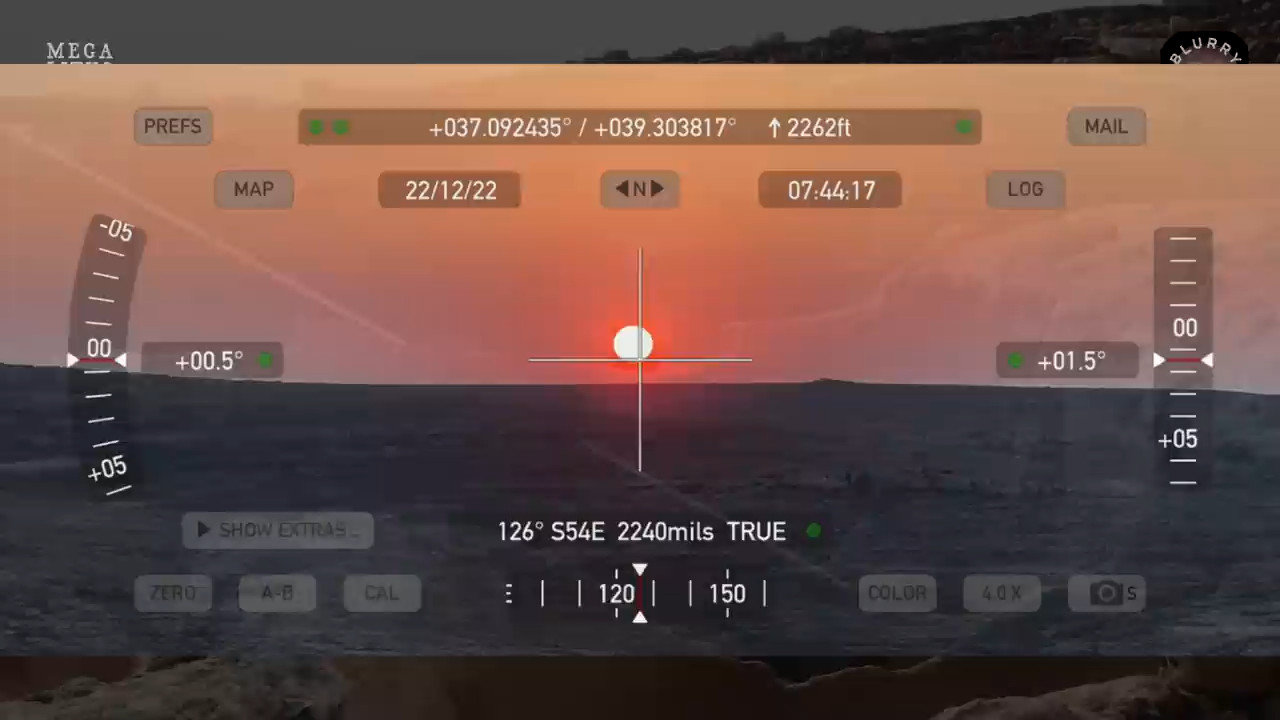 MEGA
BLURRY
PREFS
+037.092435° / +039.303817° ↑ 2262ft
MAIL
MAP
22/12/22
◀N▶
07:44:17
LOG
-05
00
+05
+00.5°
+01.5°
00
+05
▶ SHOW EXTRAS...
126° S54E 2240mils TRUE
ZERO
A-B
CAL
120
150
COLOR
4.0 X
S